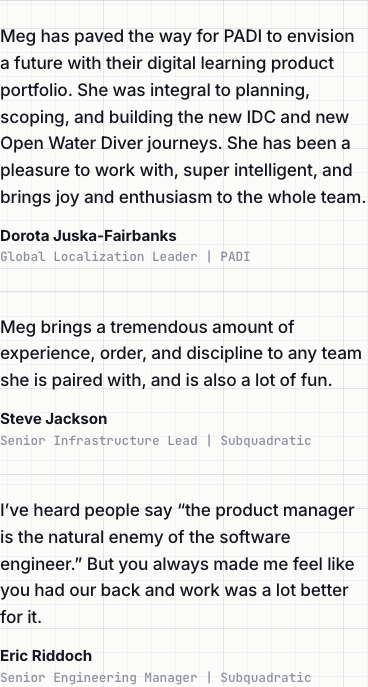 Meg has paved the way for PADI to envision
a future with their digital learning product
portfolio. She was integral to planning,
scoping, and building the new IDC and new
Open Water Diver journeys. She has been a
pleasure to work with, super intelligent, and
brings joy and enthusiasm to the whole team.
Dorota Juska-Fairbanks
Global Localization Leader | PADI
Meg brings a tremendous amount of
experience, order, and discipline to any team
she is paired with, and is also a lot of fun.
Steve Jackson
Senior Infrastructure Lead | Subquadratic
I’ve heard people say “the product manager
is the natural enemy of the software
engineer.” But you always made me feel like
you had our back and work was a lot better
for it.
Eric Riddoch
Senior Engineering Manager | Subquadratic